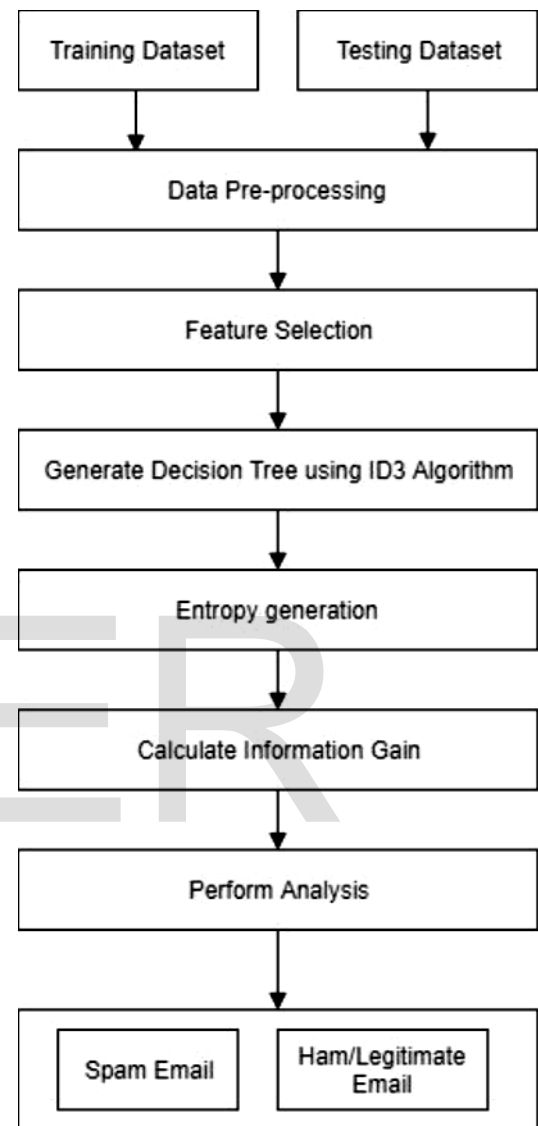 Training Dataset
Testing Dataset
Data Pre-processing
Feature Selection
Generate Decision Tree using ID3 Algorithm
Entropy generation
ER
Calculate Information Gain
Perform Analysis
Spam Email
Ham/Legitimate
Email